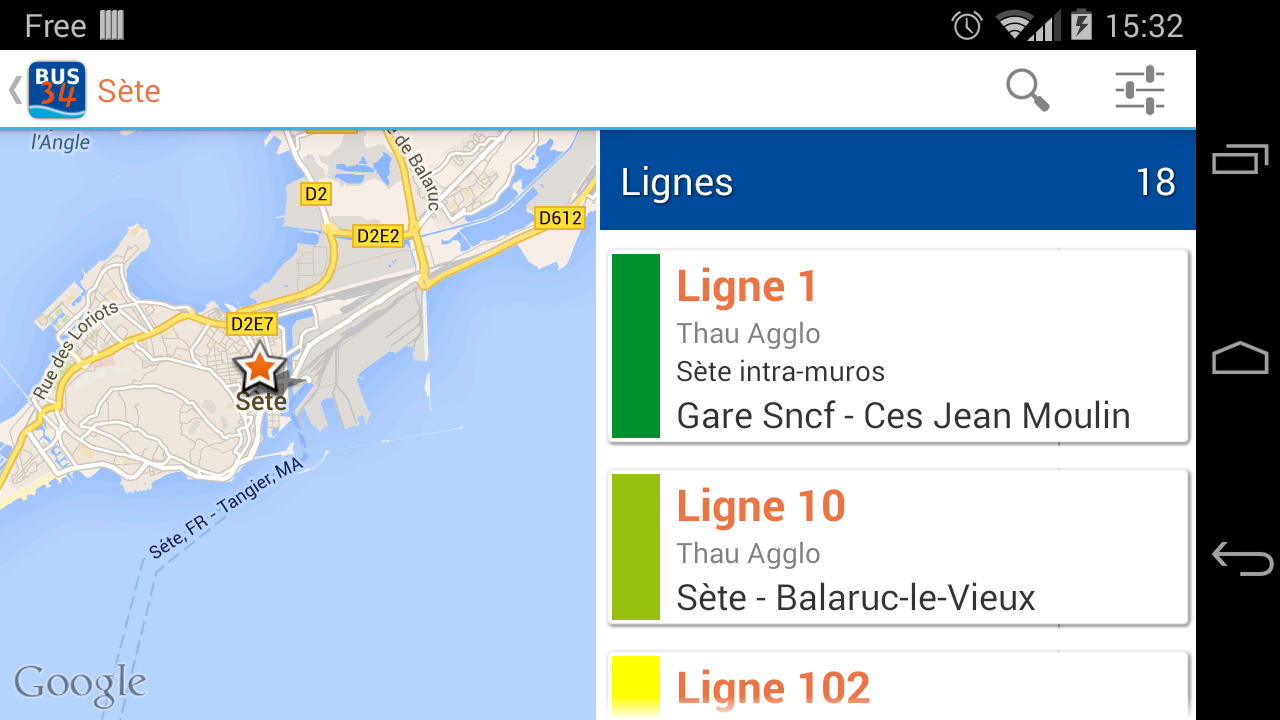 Free
15:32
BUS
34
Sète
l'Angle
de Balaruc
D2
D612
D2E2
Rue des Loriots
D2E7
Sète
Séte, FR - Tangier, MA
Google
Lignes 18
Ligne 1
Thau Agglo
Sète intra-muros
Gare Sncf - Ces Jean Moulin
Ligne 10
Thau Agglo
Sète - Balaruc-le-Vieux
Ligne 102